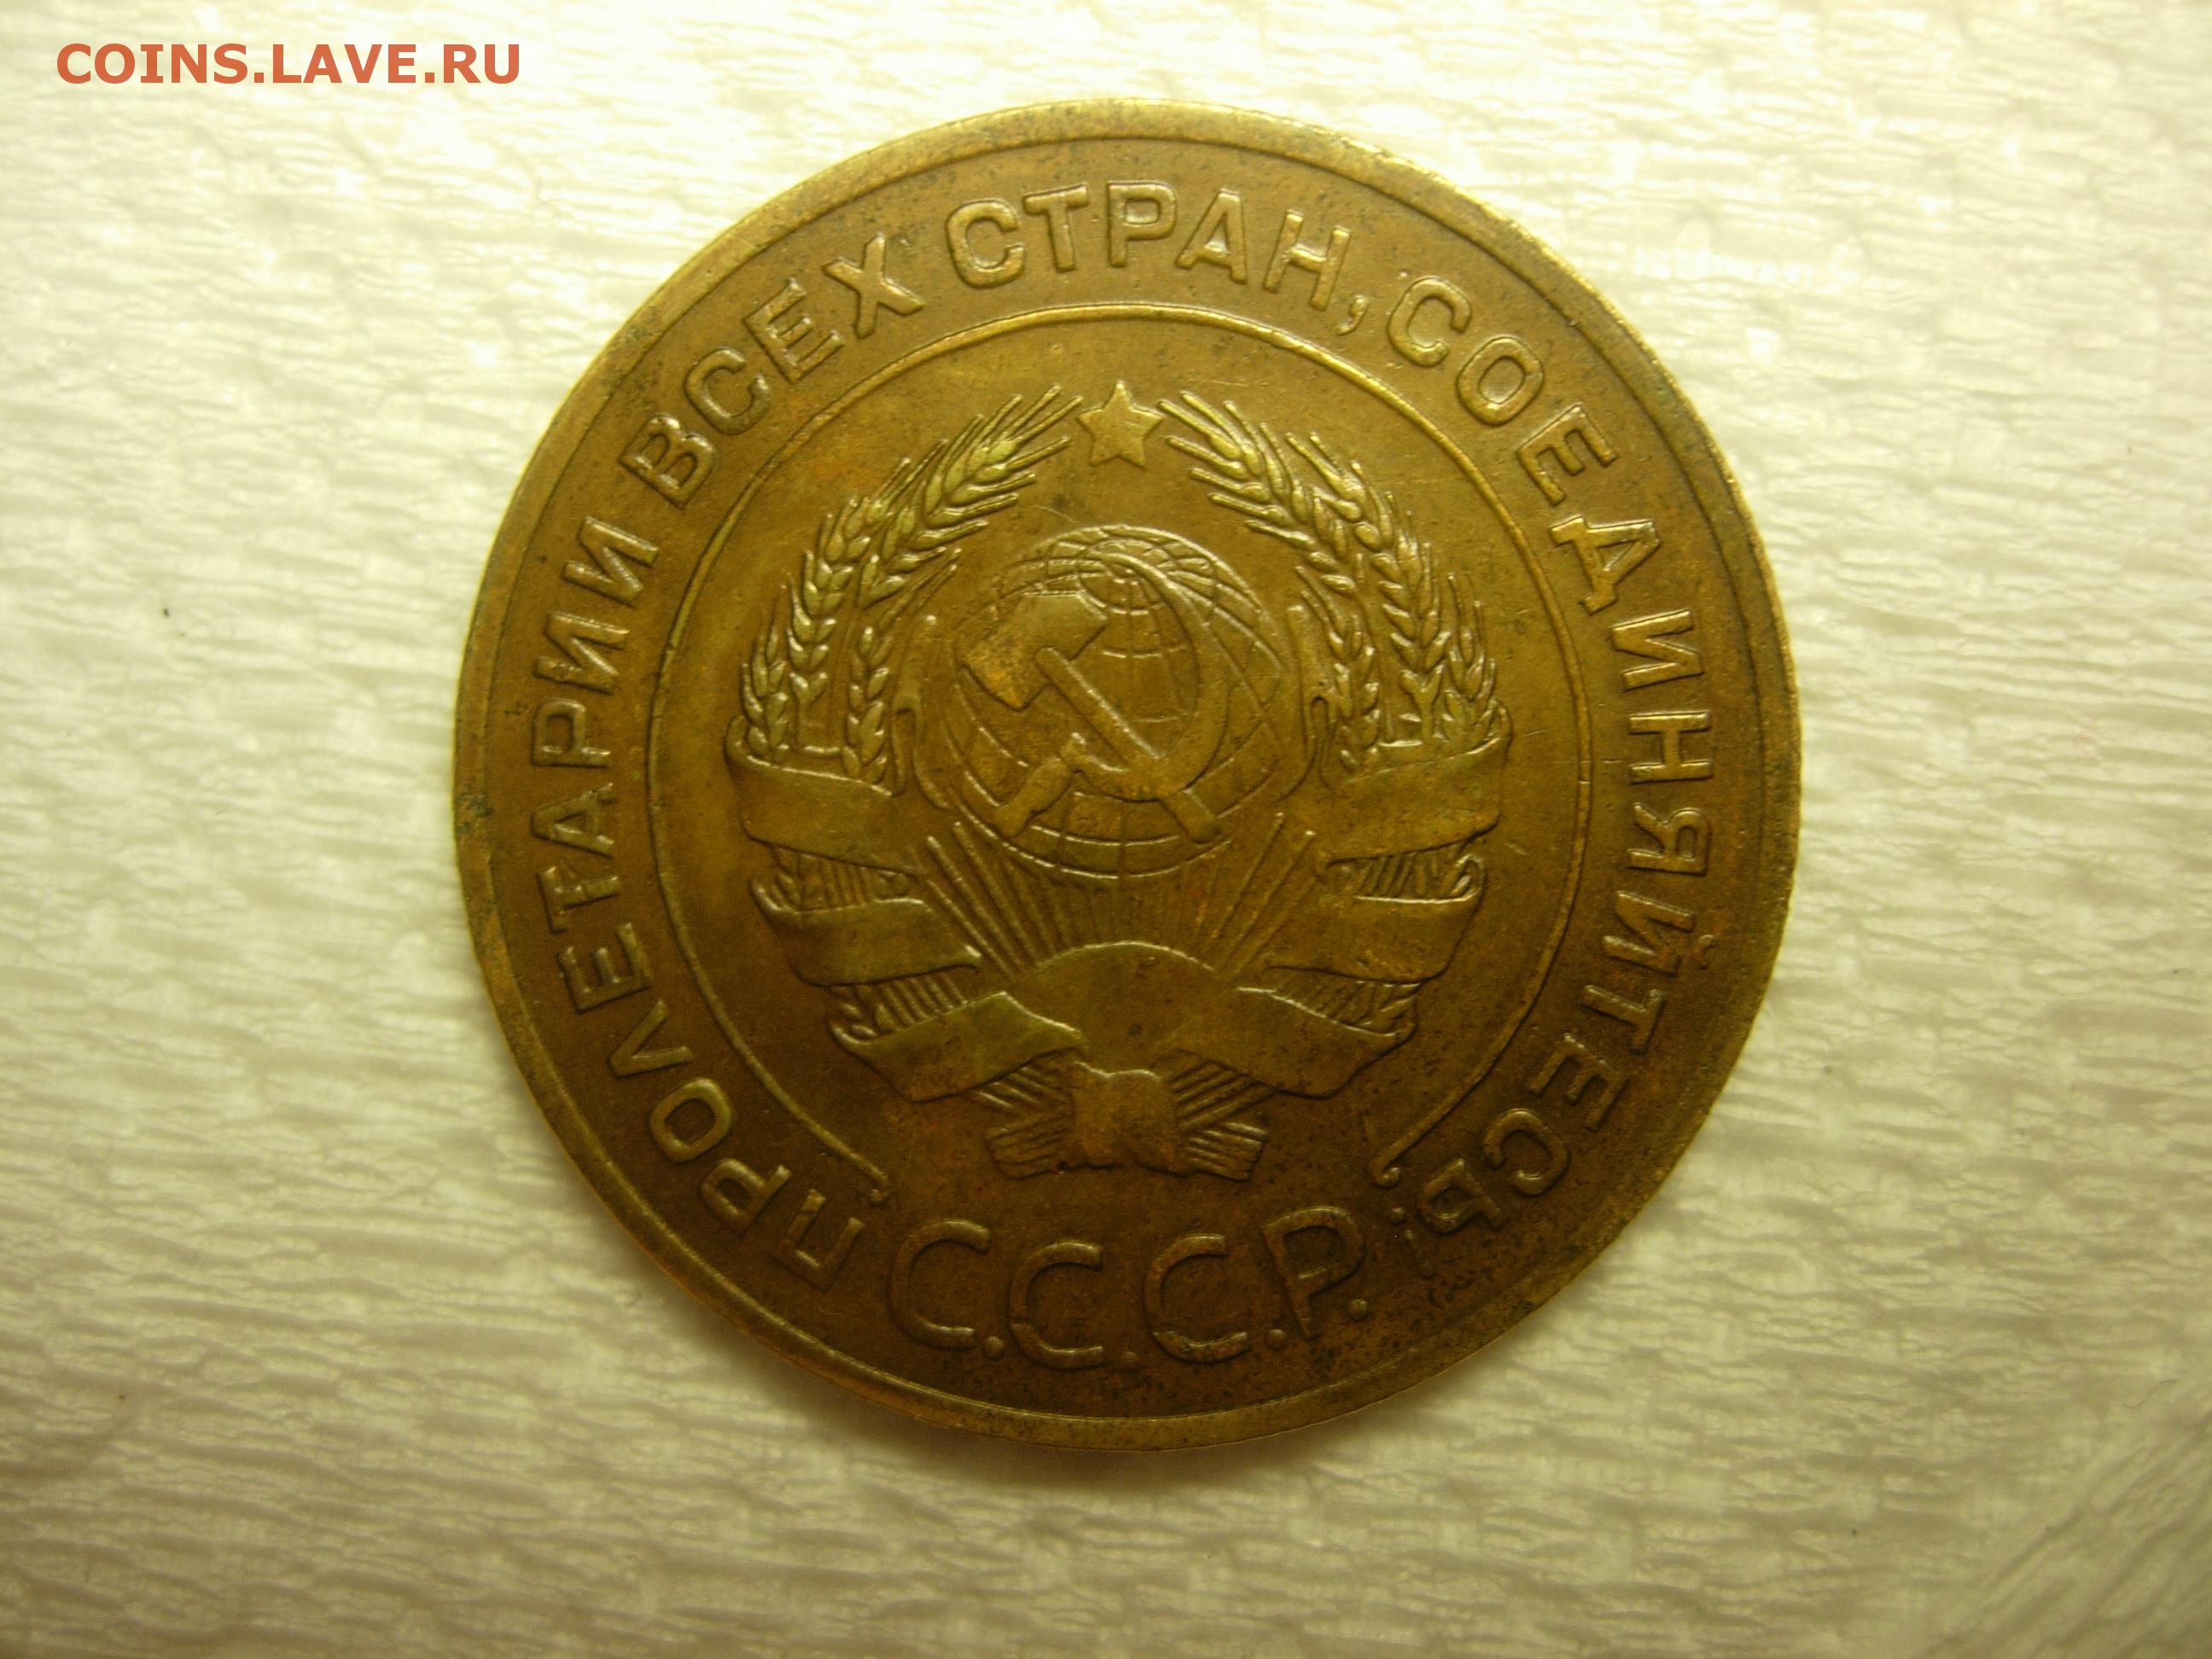 COINS.LAVE.RU
ПРОЛЕТАРИИ ВСЕХ СТРАН, СОЕДИНЯЙТЕСЬ!
С.С.С.Р.